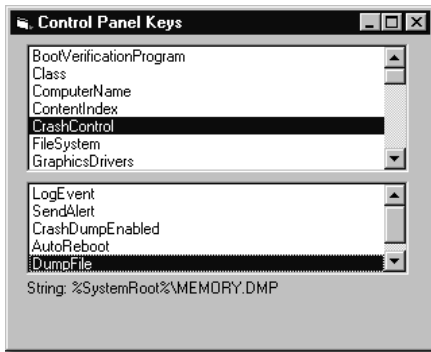 Control Panel Keys
BootVerificationProgram
Class
ComputerName
ContentIndex
CrashControl
FileSystem
GraphicsDrivers
LogEvent
SendAlert
CrashDumpEnabled
AutoReboot
DumpFile
String: %SystemRoot%\MEMORY.DMP